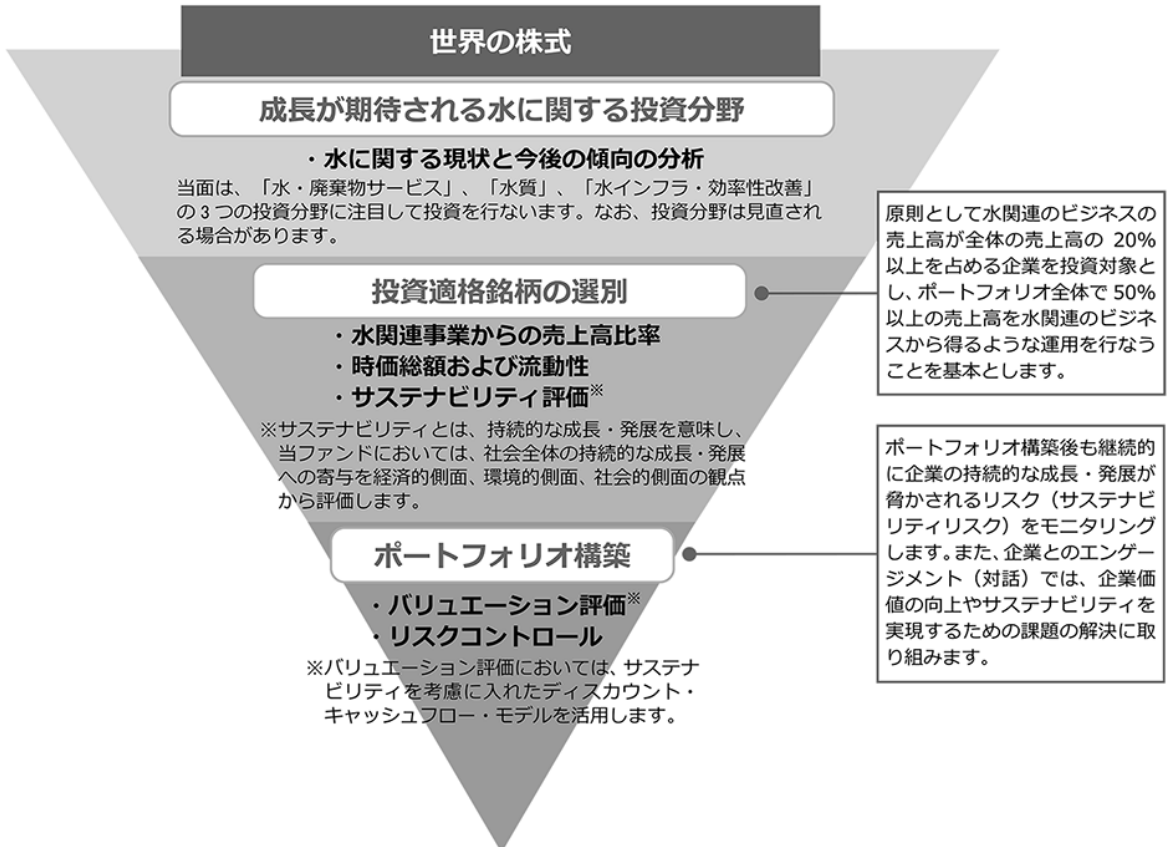 世界の株式
成長が期待される水に関する投資分野
・水に関する現状と今後の傾向の分析
当面は、「水・廃棄物サービス」、「水質」、「水インフラ・効率性改善」
の3つの投資分野に注目して投資を行ないます。なお、投資分野は見直され
る場合があります。
投資適格銘柄の選別
・水関連事業からの売上高比率
・時価総額および流動性
・サステナビリティ評価※
※サステナビリティとは、持続的な成長・発展を意味し、
当ファンドにおいては、社会全体の持続的な成長・発展
への寄与を経済的側面、環境的側面、社会的側面の観点
から評価します。
原則として水関連のビジネスの
売上高が全体の売上高の 20%
以上を占める企業を投資対象と
し、ポートフォリオ全体で 50%
以上の売上高を水関連のビジネ
スから得るような運用を行なう
ことを基本とします。
ポートフォリオ構築
・バリュエーション評価※
・リスクコントロール
※バリュエーション評価においては、サステナ
ビリティを考慮に入れたディスカウント・
キャッシュフロー・モデルを活用します。
ポートフォリオ構築後も継続的
に企業の持続的な成長・発展が
脅かされるリスク（サステナビ
リティリスク）をモニタリング
します。また、企業とのエンゲー
ジメント（対話）では、企業価
値の向上やサステナビリティを
実現するための課題の解決に取
り組みます。